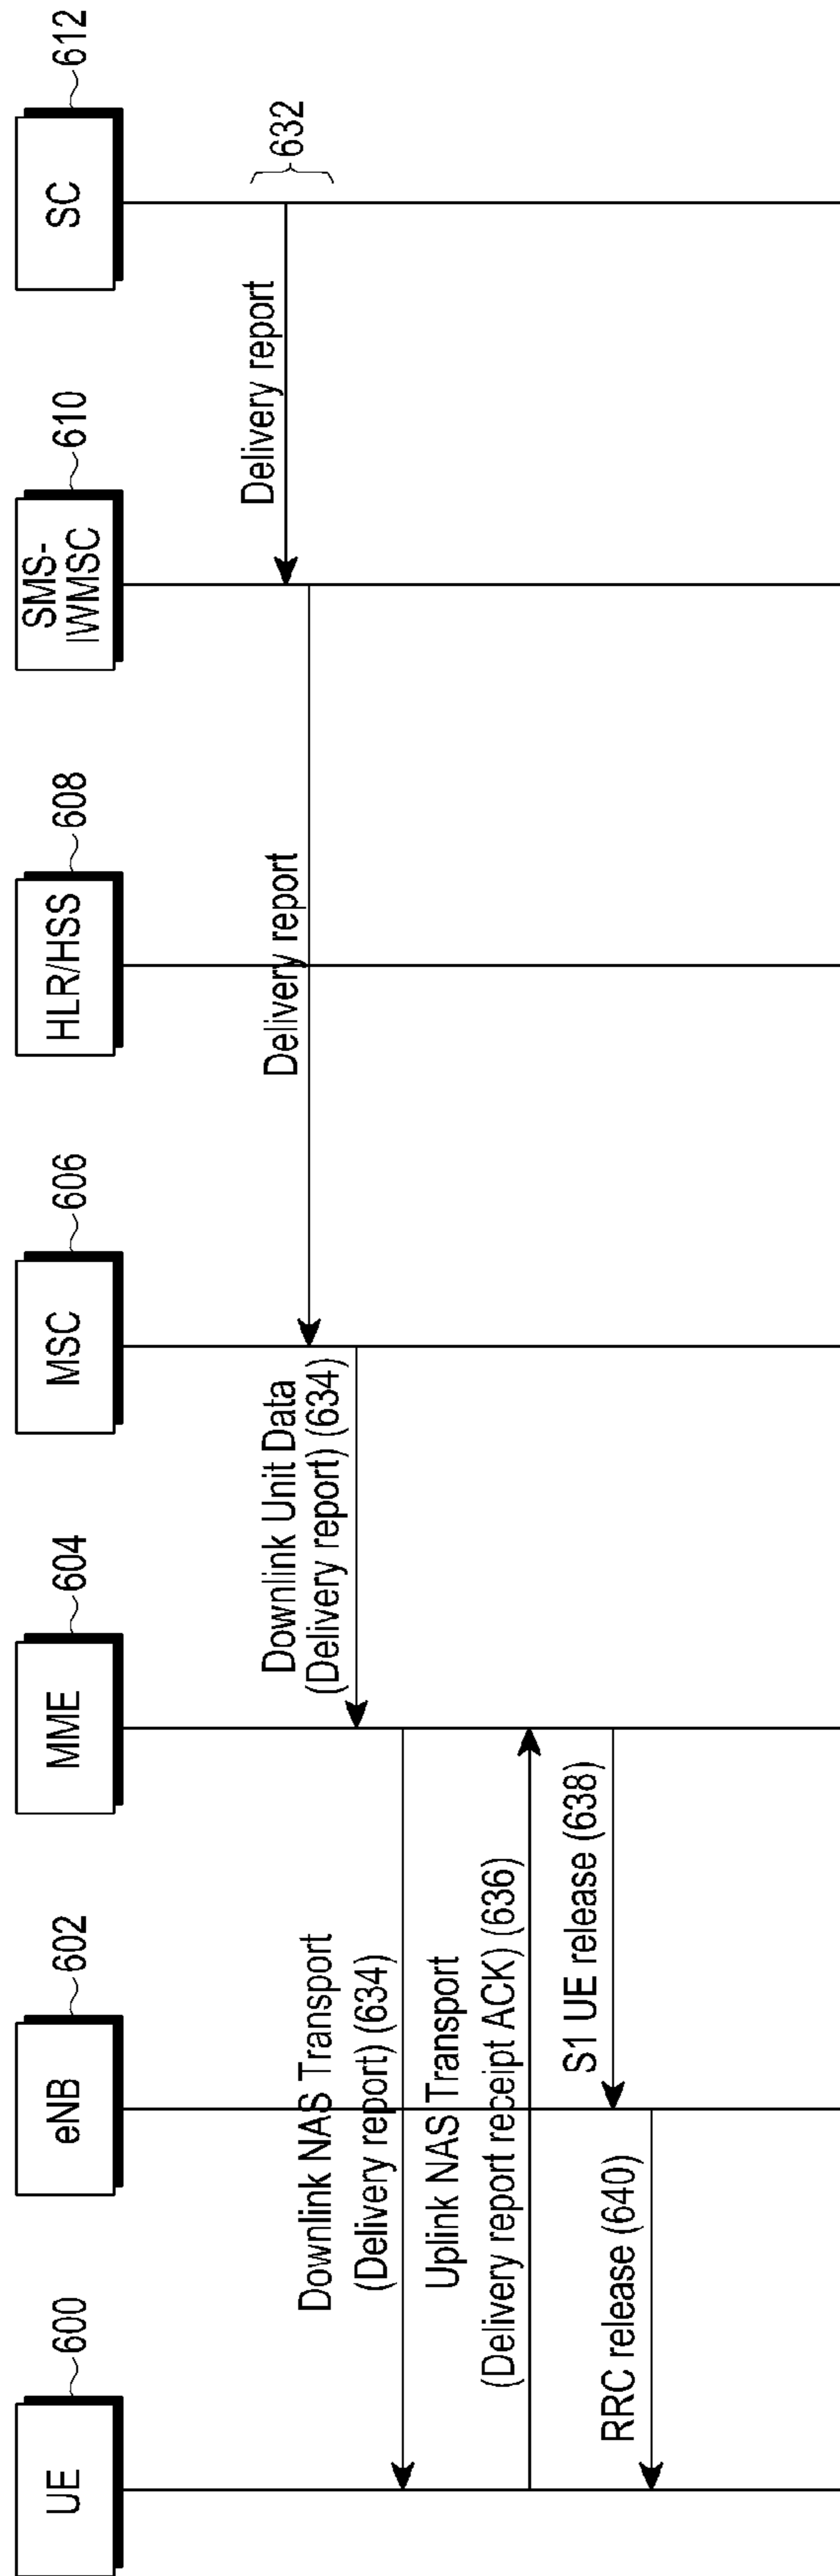 UE
600
eNB
602
MME
604
MSC
606
HLR/HSS
608
SMS-
IWMSC
610
SC
612
Delivery report
632
Delivery report
Downlink Unit Data
(Delivery report) (634)
Downlink NAS Transport
(Delivery report) (634)
Uplink NAS Transport
(Delivery report receipt ACK) (636)
S1 UE release (638)
RRC release (640)